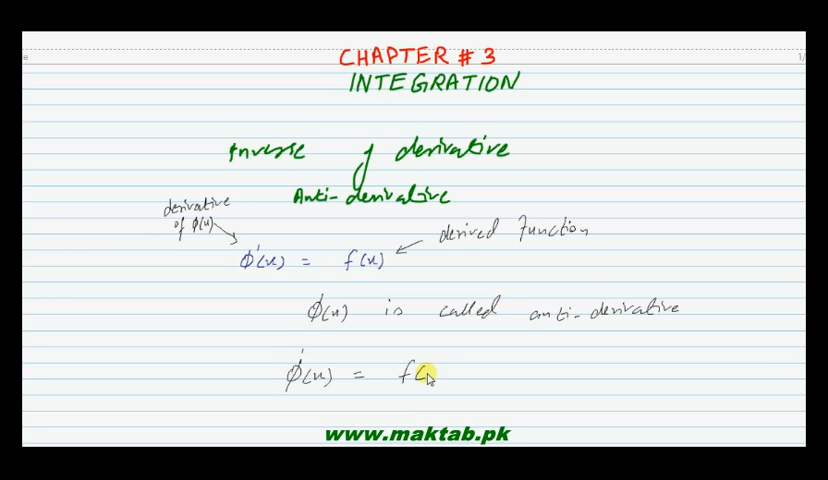 CHAPTER # 3
INTEGRATION
Inverse of derivative
Anti-derivative
derivative
of ϕ(x)
derived function
ϕ'(x) = f(x)
ϕ(x) is called anti-derivative
ϕ'(x) = f(
www.maktab.pk